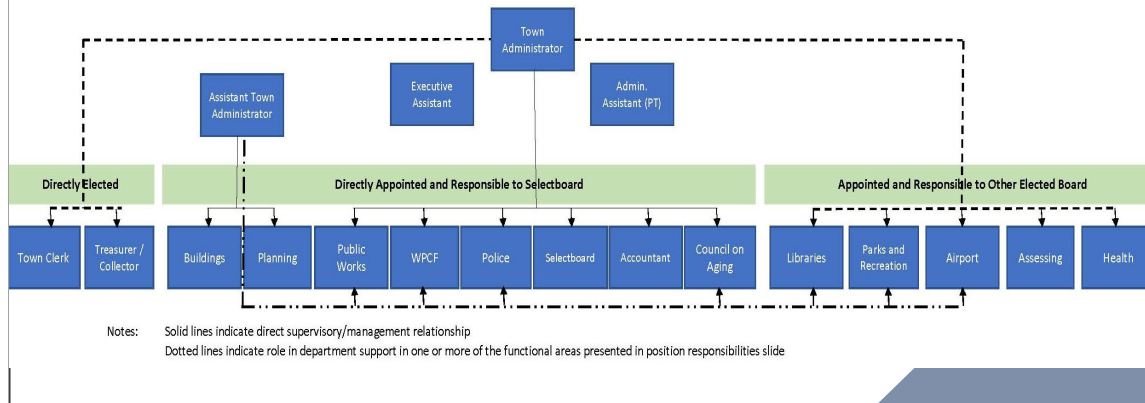 Town
Administrator
Executive
Assistant
Admin.
Assistant (PT)
Assistant Town
Administrator
Directly Elected
Directly Appointed and Responsible to Selectboard
Appointed and Responsible to Other Elected Board
Town Clerk
Treasurer /
Collector
Buildings
Planning
Public
Works
WPCF
Police
Selectboard
Accountant
Council on
Aging
Libraries
Parks and
Recreation
Airport
Assessing
Health
Notes: Solid lines indicate direct supervisory/management relationship
Dotted lines indicate role in department support in one or more of the functional areas presented in position responsibilities slide